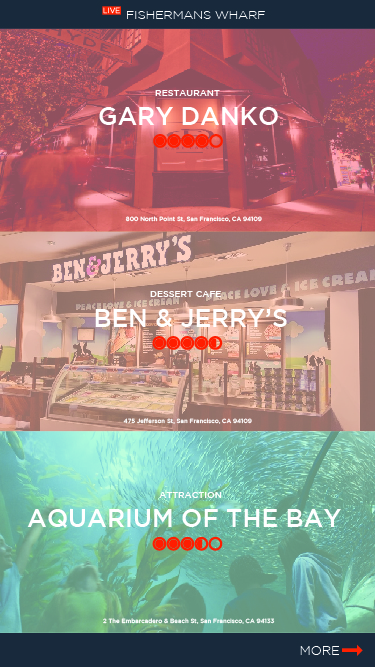 LIVE FISHERMANS WHARF
HYDE
RESTAURANT
GARY DANKO
800 North Point St, San Francisco, CA 94109
BEN & JERRY'S
PEACE LOVE & ICE CREAM
PEACE LOVE & ICE CREAM
DESSERT CAFE
BEN & JERRY'S
475 Jefferson St, San Francisco, CA 94109
ATTRACTION
AQUARIUM OF THE BAY
2 The Embarcadero & Beach St, San Francisco, CA 94133
MORE